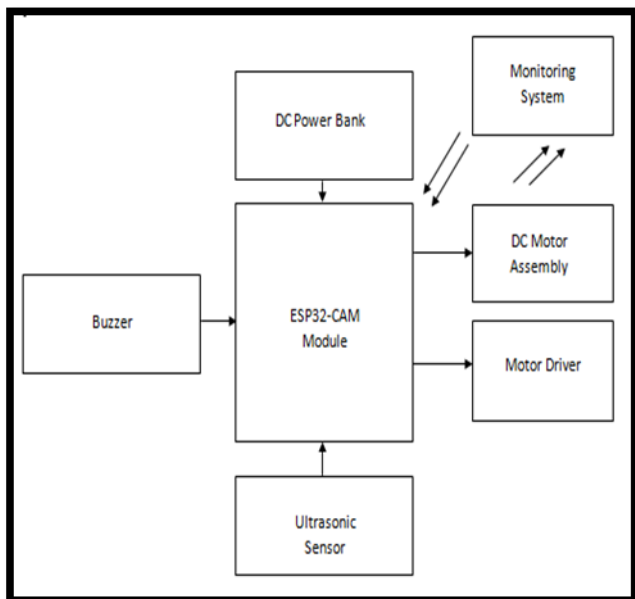 Monitoring
System
DC Power Bank
DC Motor
Assembly
ESP32-CAM
Module
Buzzer
Motor Driver
Ultrasonic
Sensor